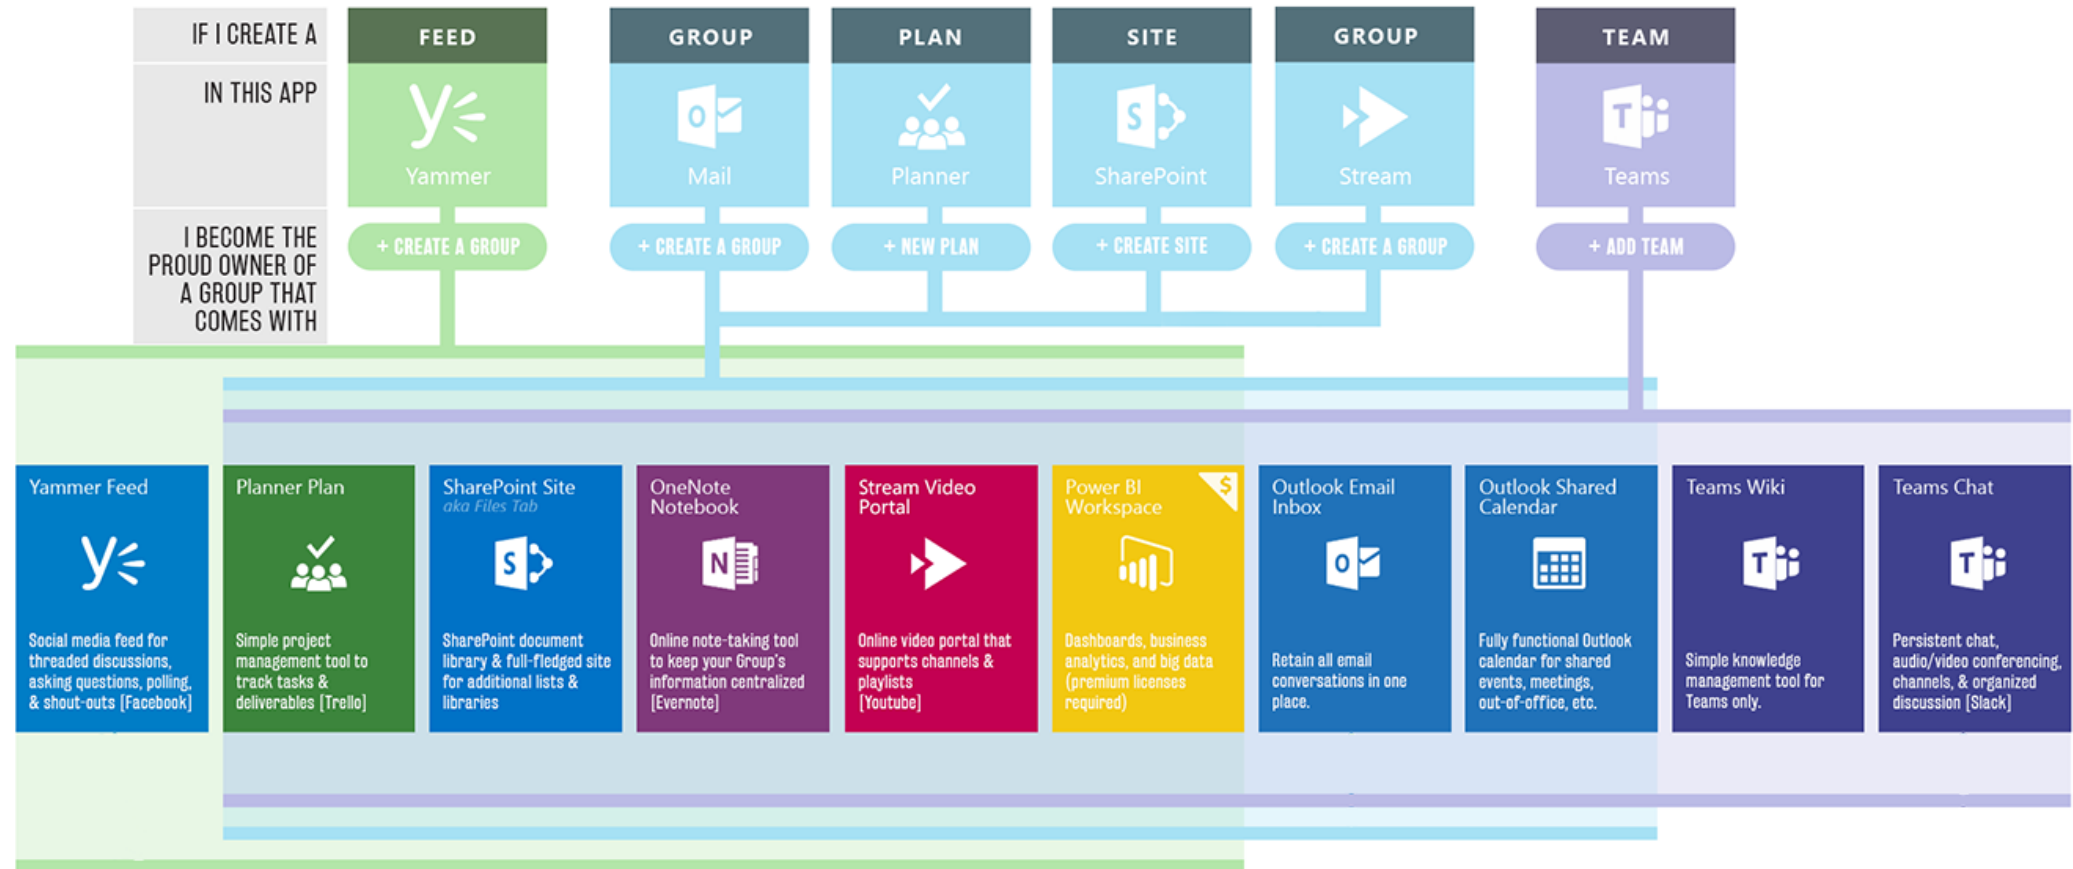 IF I CREATE A
FEED
GROUP
PLAN
SITE
GROUP
TEAM
IN THIS APP
Yammer
Mail
Planner
SharePoint
Stream
Teams
I BECOME THE
PROUD OWNER OF
A GROUP THAT
COMES WITH
+ CREATE A GROUP
+ CREATE A GROUP
+ NEW PLAN
+ CREATE SITE
+ CREATE A GROUP
+ ADD TEAM
Yammer Feed
Social media feed for
threaded discussions,
asking questions, polling,
& shout-outs [Facebook]
Planner Plan
Simple project
management tool to
track tasks &
deliverables [Trello]
SharePoint Site
aka Files Tab
S
SharePoint document
library & full-fledged site
for additional lists &
libraries
OneNote
Notebook
N
Online note-taking tool
to keep your Group's
information centralized
[Evernote]
Stream Video
Portal
Online video portal that
supports channels &
playlists
[Youtube]
Power BI
Workspace
$
Dashboards, business
analytics, and big data
(premium licenses
required)
Outlook Email
Inbox
O
Retain all email
conversations in one
place.
Outlook Shared
Calendar
Fully functional Outlook
calendar for shared
events, meetings,
out-of-office, etc.
Teams Wiki
T
Simple knowledge
management tool for
Teams only.
Teams Chat
T
Persistent chat,
audio/video conferencing,
channels, & organized
discussion [Slack]